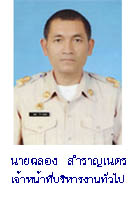 นายฉลอง สำราญเนตร
เจ้าหน้าที่บริหารงานทั่วไป